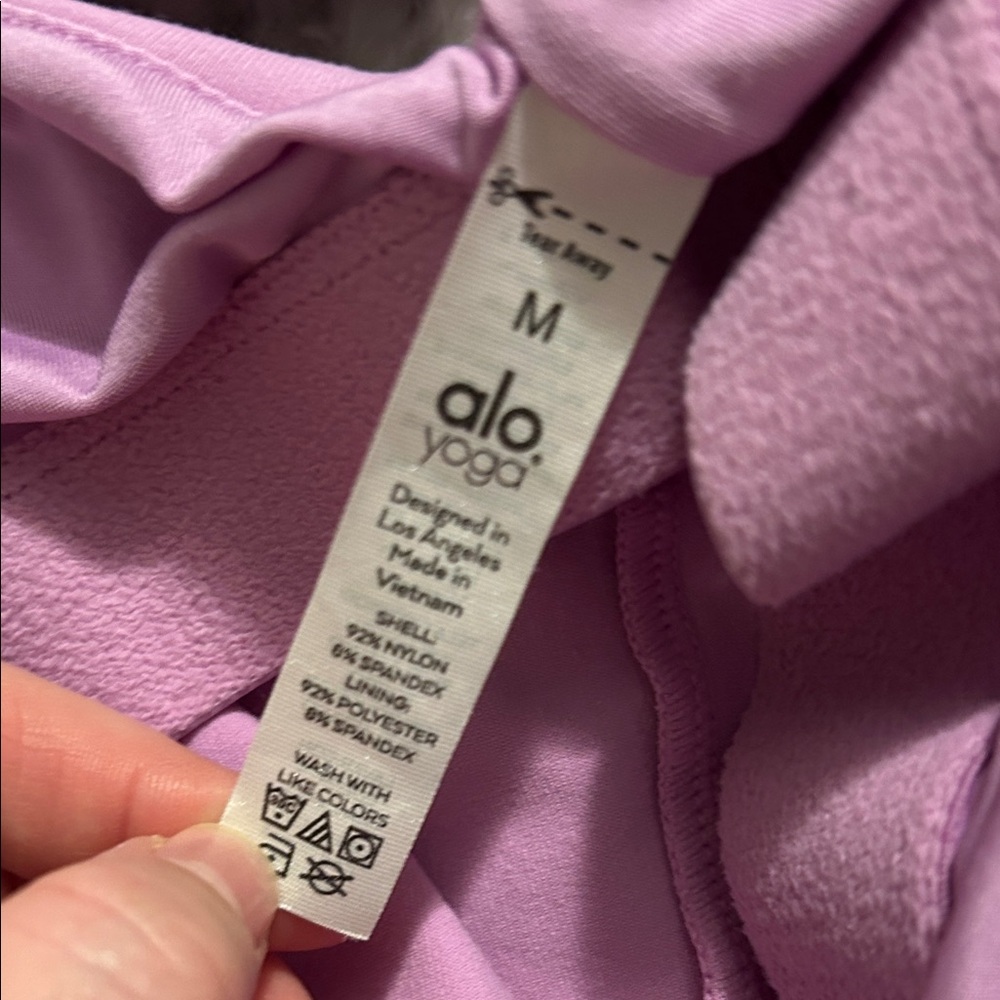 Tear Away
M
alo
yoga
Designed in
Los Angeles
Made in
Vietnam
SHELL:
92% NYLON
8% SPANDEX
LINING:
92% POLYESTER
8% SPANDEX
WASH WITH
LIKE COLORS
30C